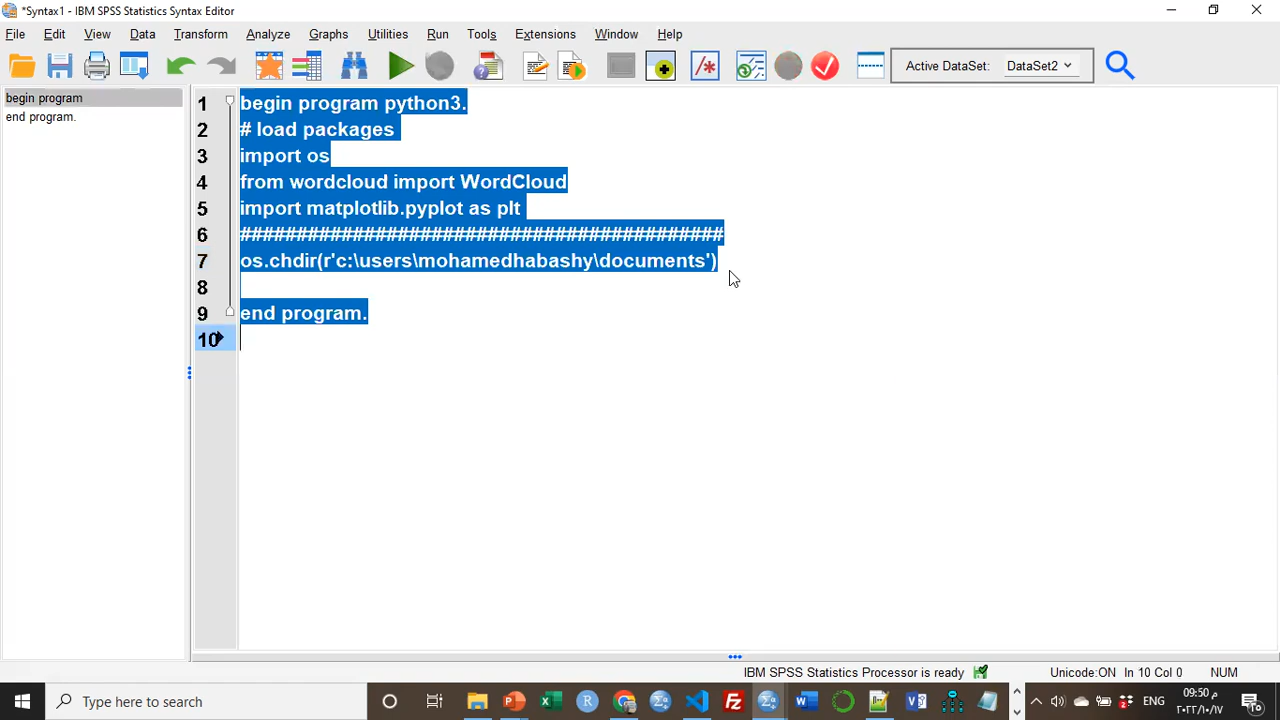 *Syntax1 - IBM SPSS Statistics Syntax Editor
File Edit View Data Transform Analyze Graphs Utilities Run Tools Extensions Window Help
Active DataSet: DataSet2
begin program
end program.
1 begin program python3.
2 # load packages
3 import os
4 from wordcloud import WordCloud
5 import matplotlib.pyplot as plt
6 ###########################################
7 os.chdir(r'c:\users\mohamedhabashy\documents')
8
9 end program.
10
IBM SPSS Statistics Processor is ready Unicode:ON In 10 Col 0 NUM
Type here to search
ENG
09:50 م
٢٠٢٢/١٠/١٧